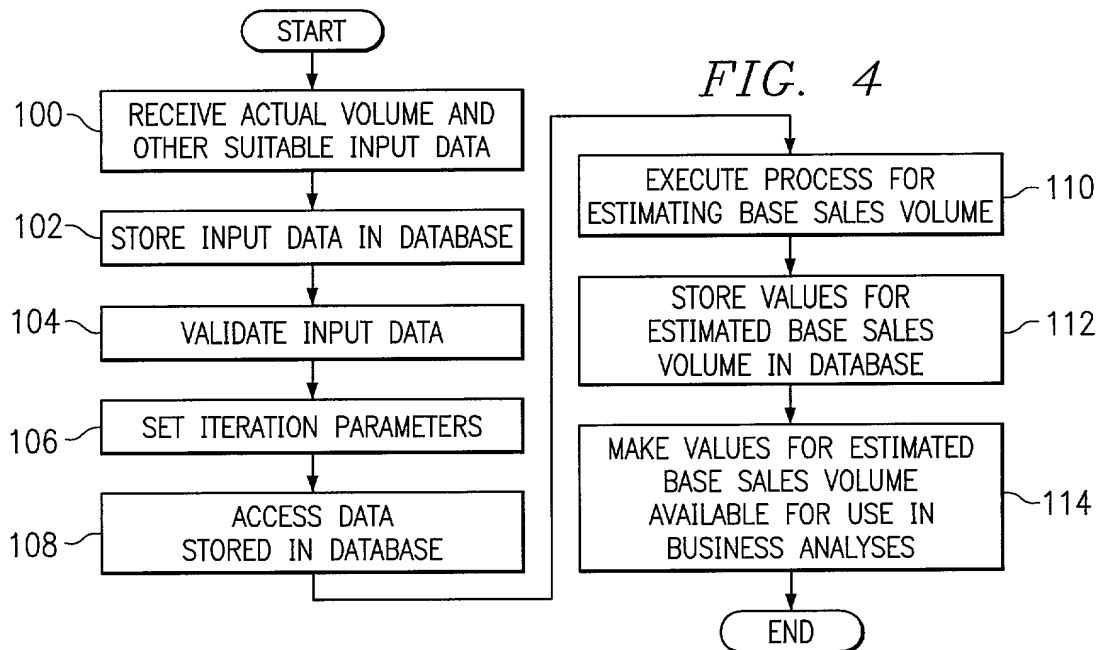 START
FIG. 4
100
RECEIVE ACTUAL VOLUME AND
OTHER SUITABLE INPUT DATA
102
STORE INPUT DATA IN DATABASE
104
VALIDATE INPUT DATA
106
SET ITERATION PARAMETERS
108
ACCESS DATA
STORED IN DATABASE
EXECUTE PROCESS FOR
ESTIMATING BASE SALES VOLUME
110
STORE VALUES FOR
ESTIMATED BASE SALES
VOLUME IN DATABASE
112
MAKE VALUES FOR ESTIMATED
BASE SALES VOLUME
AVAILABLE FOR USE IN
BUSINESS ANALYSES
114
END